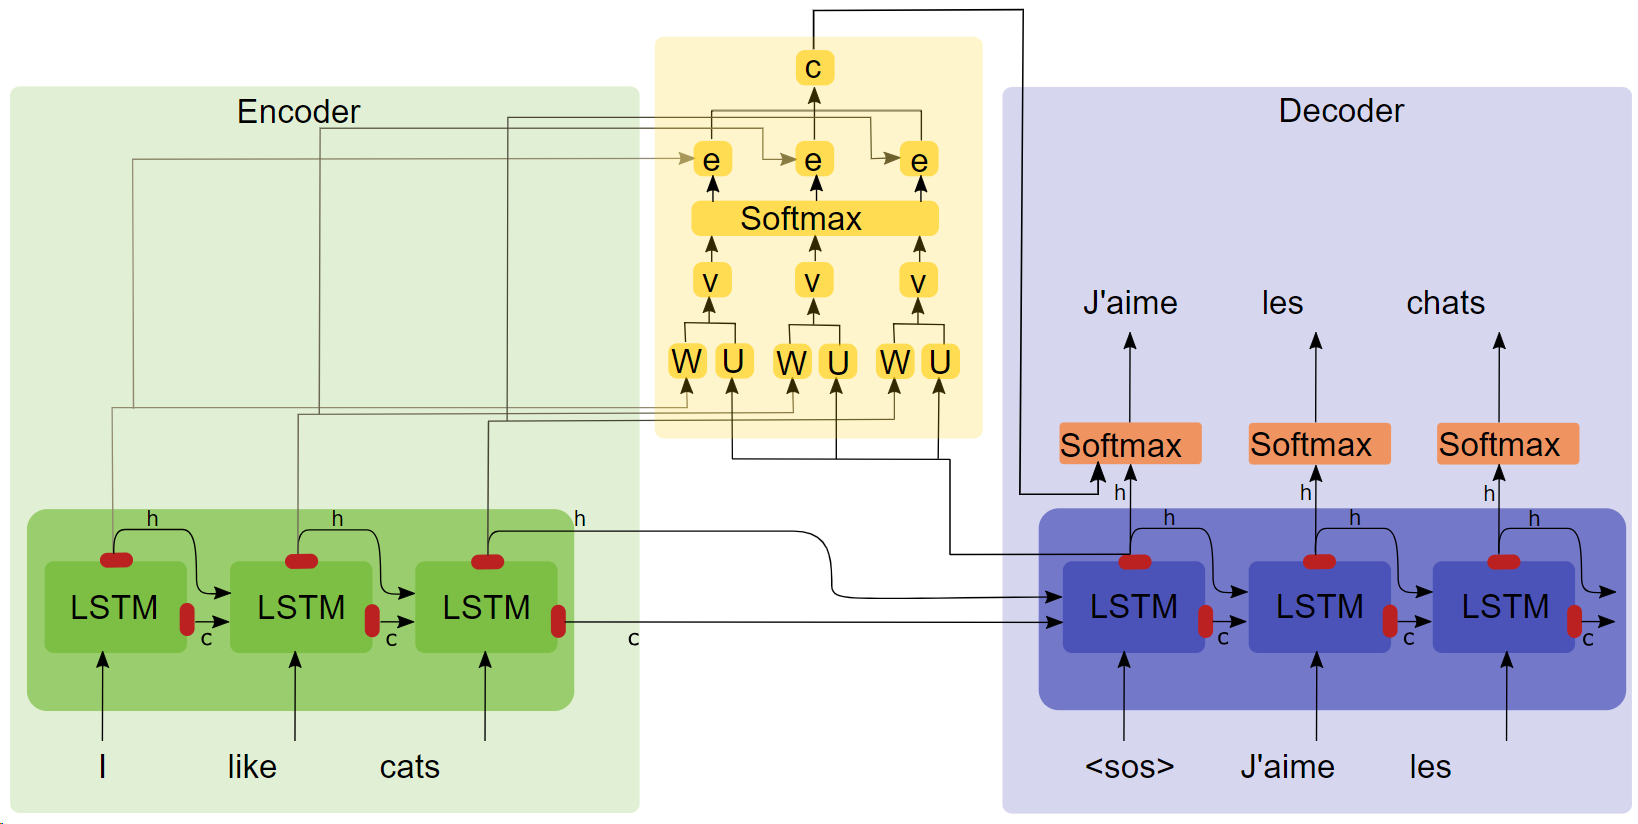 c
Encoder
Decoder
e e e
Softmax
v v v
J'aime les chats
W U W U W U
Softmax Softmax Softmax
h h h
h h h h h h
LSTM LSTM LSTM LSTM LSTM LSTM
c c c c c c
I like cats
<sos> J'aime les